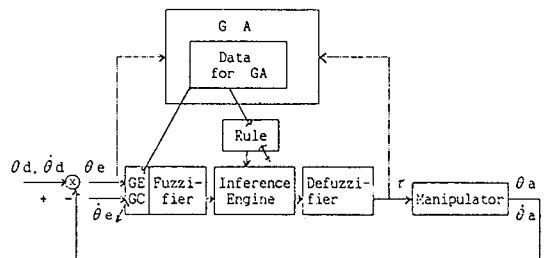 G A
Data
for GA
Rule
θd, θ̇d
θe
+ -
θ̇e
GE
GC
Fuzzi-
fier
Inference
Engine
Defuzzi-
fier
τ
Manipulator
θa
θ̇a